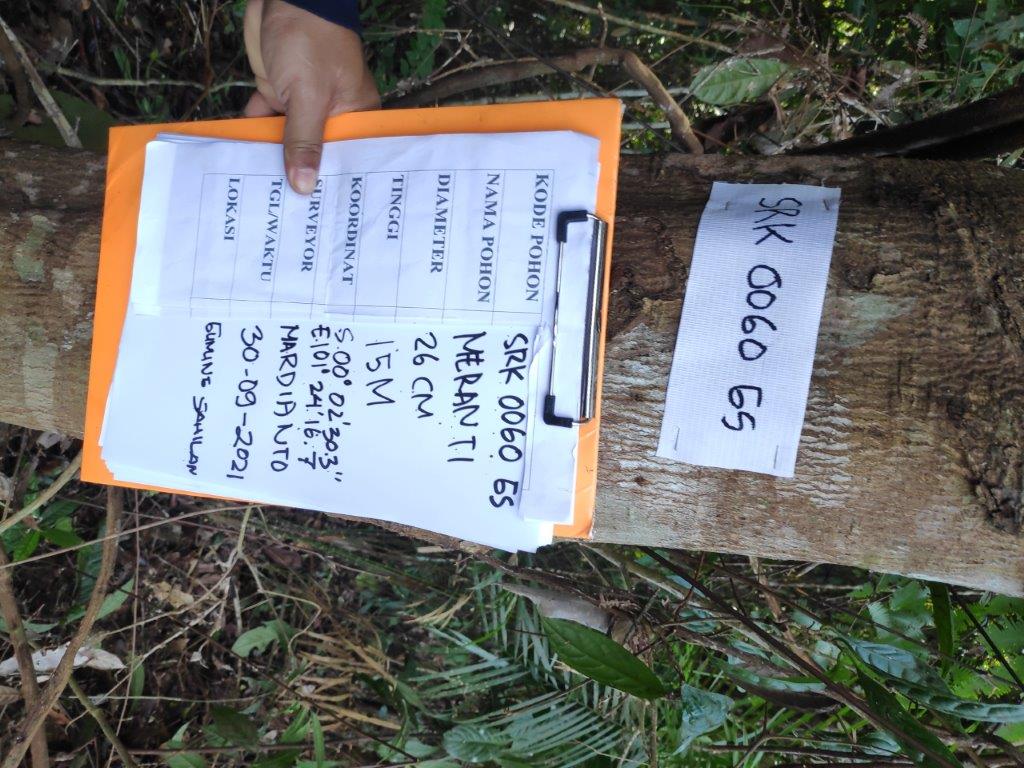 KODE POHON SRK 0060 GS
NAMA POHON MERANTI
DIAMETER 26 CM
TINGGI 15 M
KOORDINAT S.00° 02' 30.3"
E.101° 24' 16.7
SURVEYOR MARDIANTO
TGL/WAKTU 30-09-2021
LOKASI GUNUNG SAHILAN
SRK 0060 GS